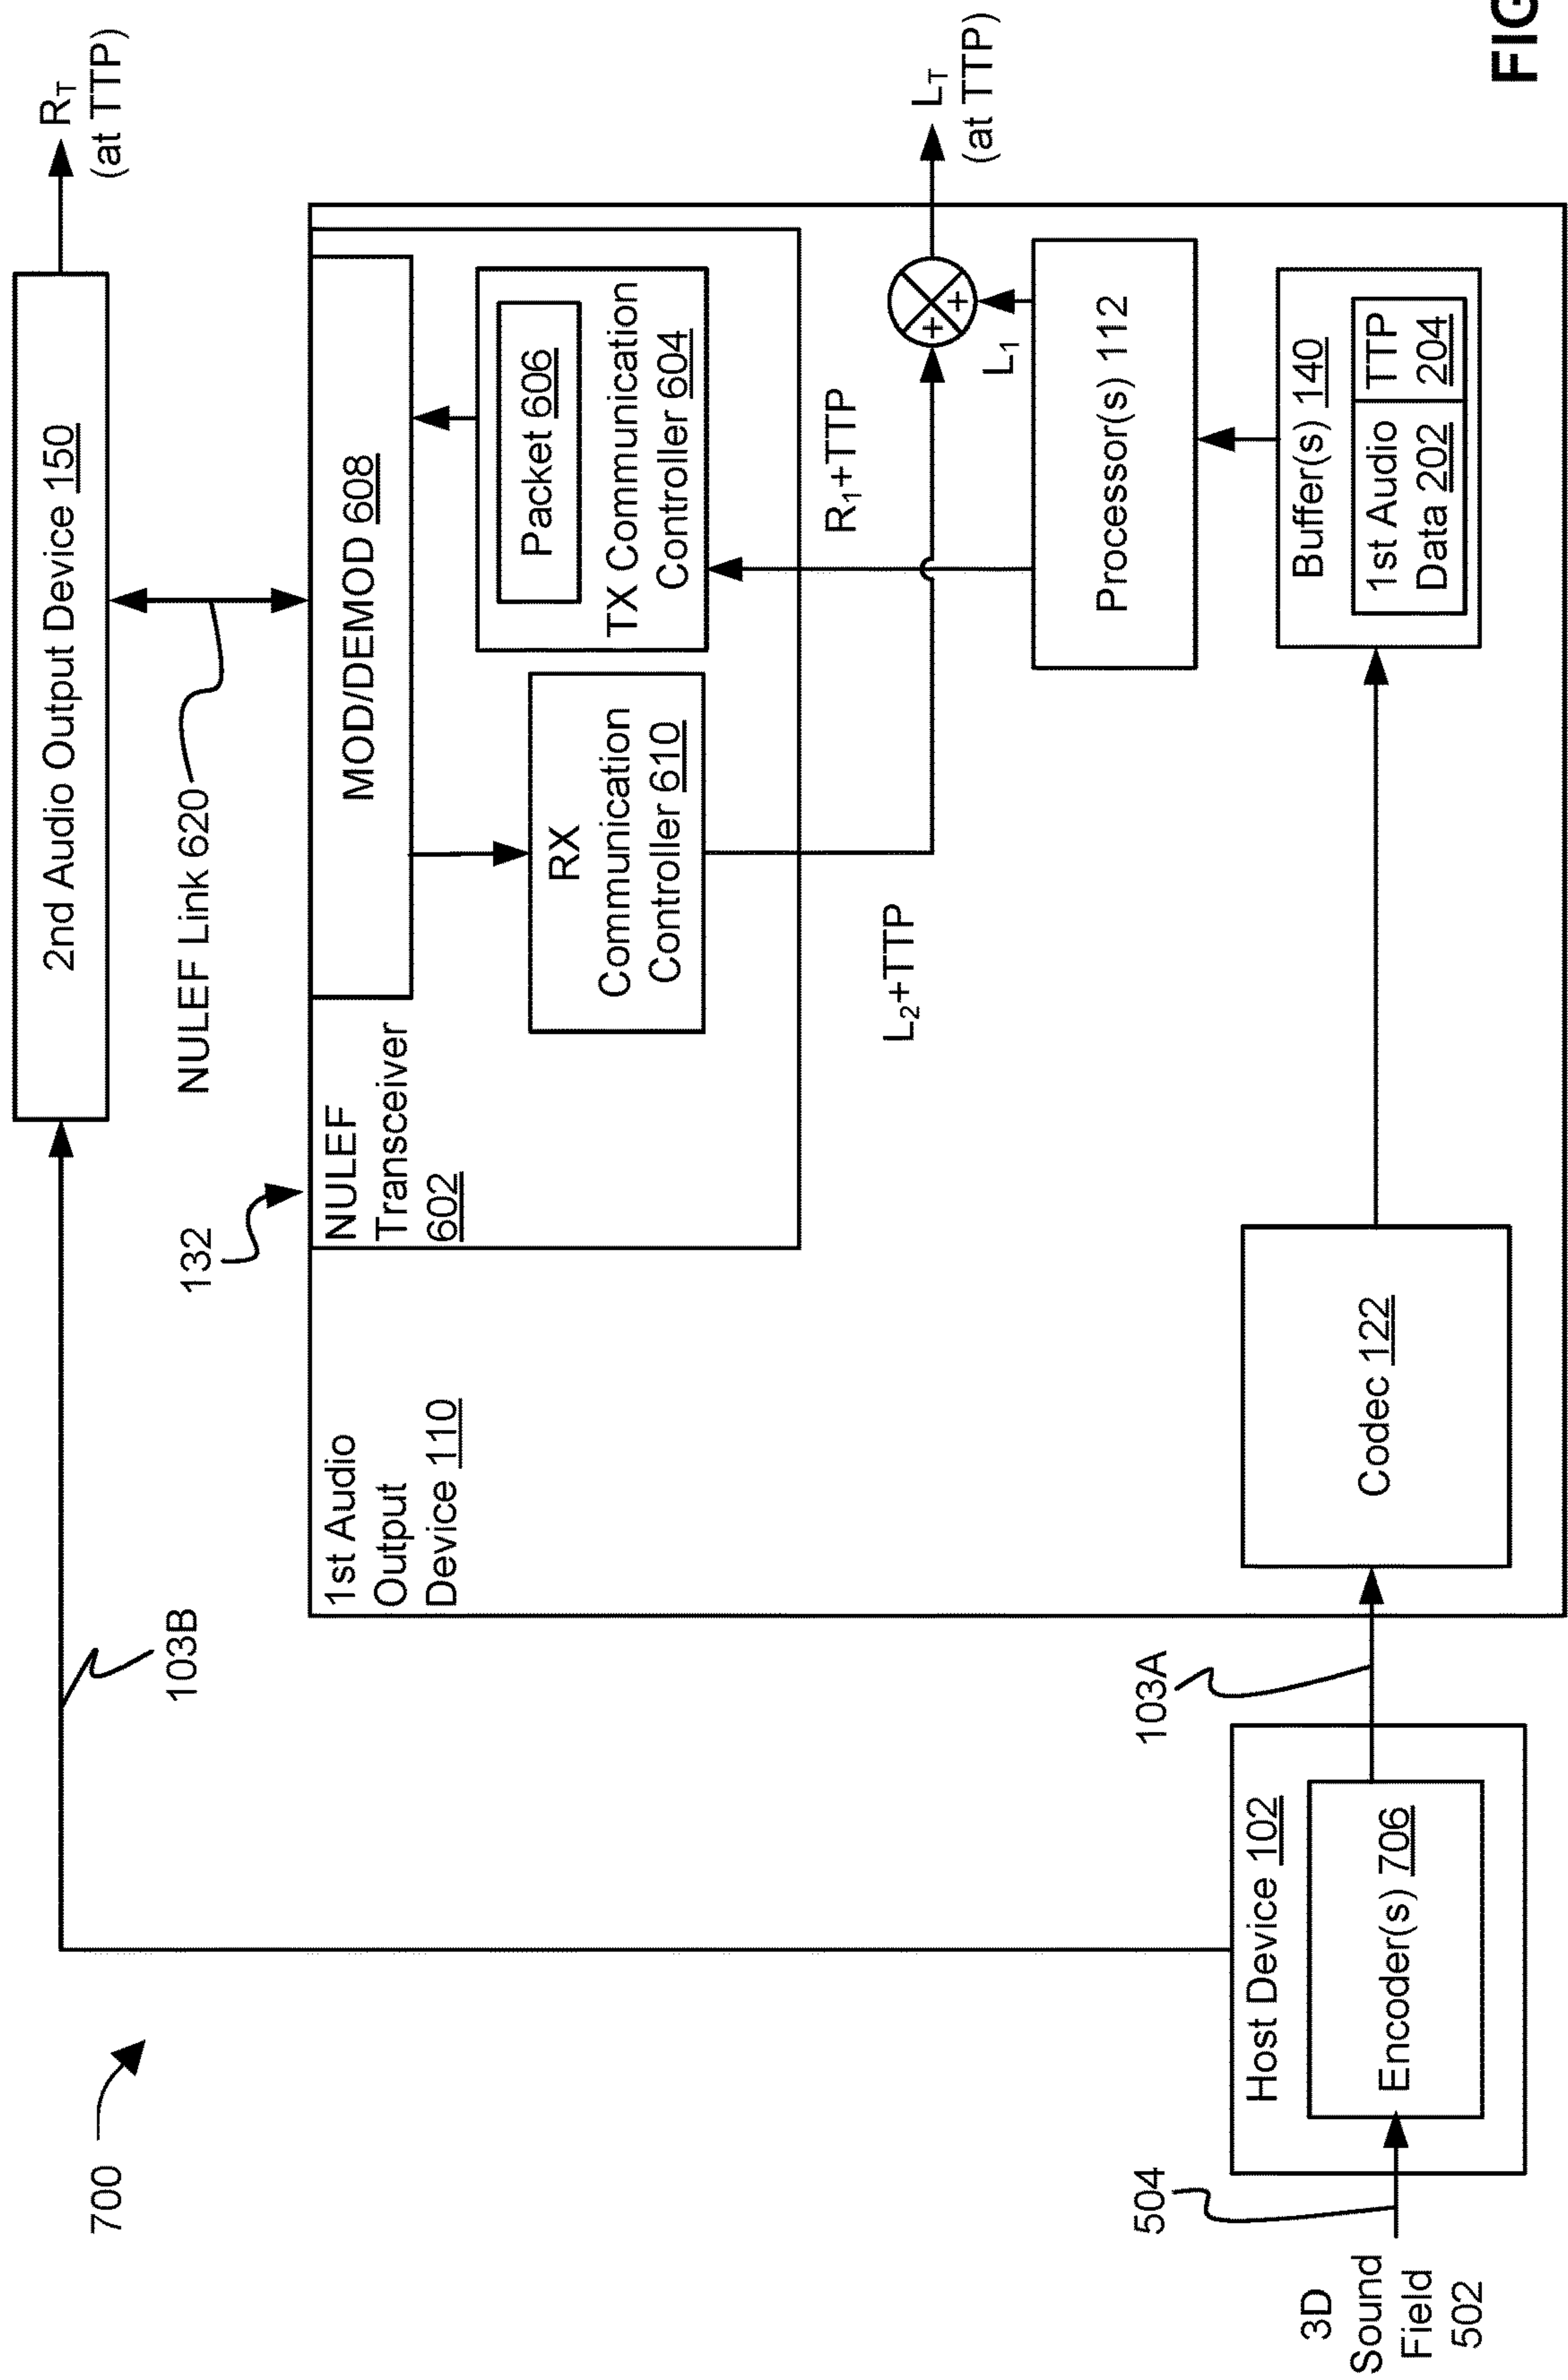 700
103B
2nd Audio Output Device 150
R_T
(at TTP)
NULEF Link 620
132
1st Audio
Output
Device 110
NULEF
Transceiver
602
MOD/DEMOD 608
RX
Communication
Controller 610
Packet 606
TX Communication
Controller 604
L₂+TTP
R₁+TTP
+
+
L_T
(at TTP)
L₁
Processor(s) 112
Buffer(s) 140
1st Audio
Data 202
TTP
204
Codec 122
103A
Host Device 102
Encoder(s) 706
504
3D
Sound
Field
502
FIG